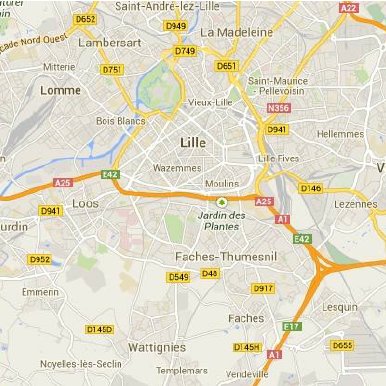 turier
D652
Saint-André-lez-Lille
A22
D949
La Madeleine
cade Nord Ouest
Lambersart
D749
Mitterie
D751
D651
Saint-Maurice
- Pellevoisin
Lomme
Vieux-Lille
N356
Bois Blancs
D941
Hellemmes
Lille
Lille Fives
Wazemmes
V
A25
E42
Moulins
D146
D941
Loos
A25
Lezennes
Jardin des
Plantes
A1
urdin
E42
D952
Faches-Thumesnil
D549
D48
Emmerin
D917
Lesquin
Faches
D145D
E17
Wattignies
D145H
D655
A1
Noyelles-lès-Seclin
Templemars
Vendeville